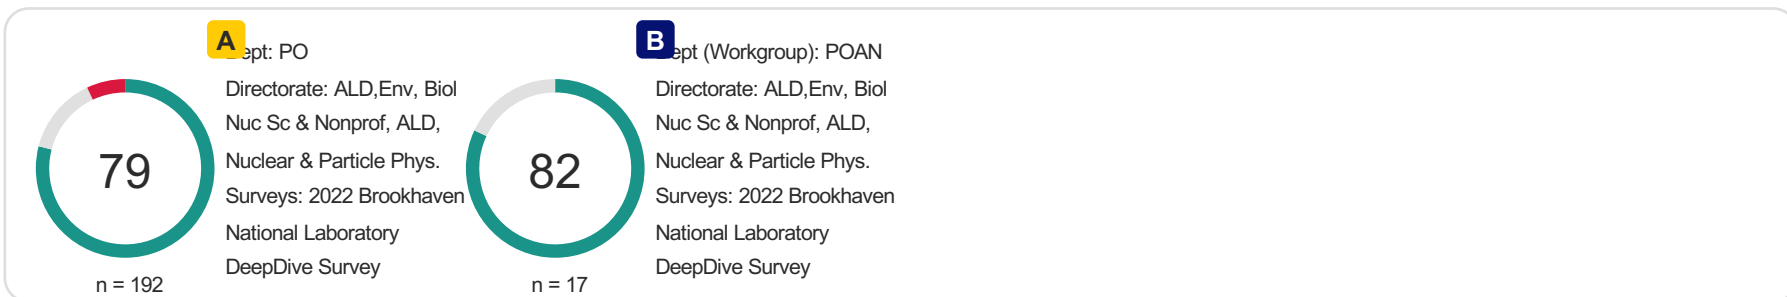 A
ept: PO
Directorate: ALD,Env, Biol
Nuc Sc & Nonprof, ALD,
Nuclear & Particle Phys.
Surveys: 2022 Brookhaven
National Laboratory
DeepDive Survey
79
n = 192
B
ept (Workgroup): POAN
Directorate: ALD,Env, Biol
Nuc Sc & Nonprof, ALD,
Nuclear & Particle Phys.
Surveys: 2022 Brookhaven
National Laboratory
DeepDive Survey
82
n = 17